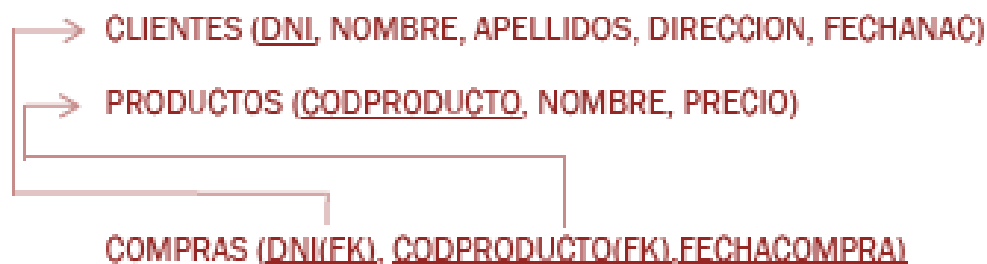 CLIENTES (DNI, NOMBRE, APELLIDOS, DIRECCION, FECHANAC)
PRODUCTOS (CODPRODUCTO, NOMBRE, PRECIO)
COMPRAS (DNI(FK), CODPRODUCTO(FK),FECHACOMPRA)